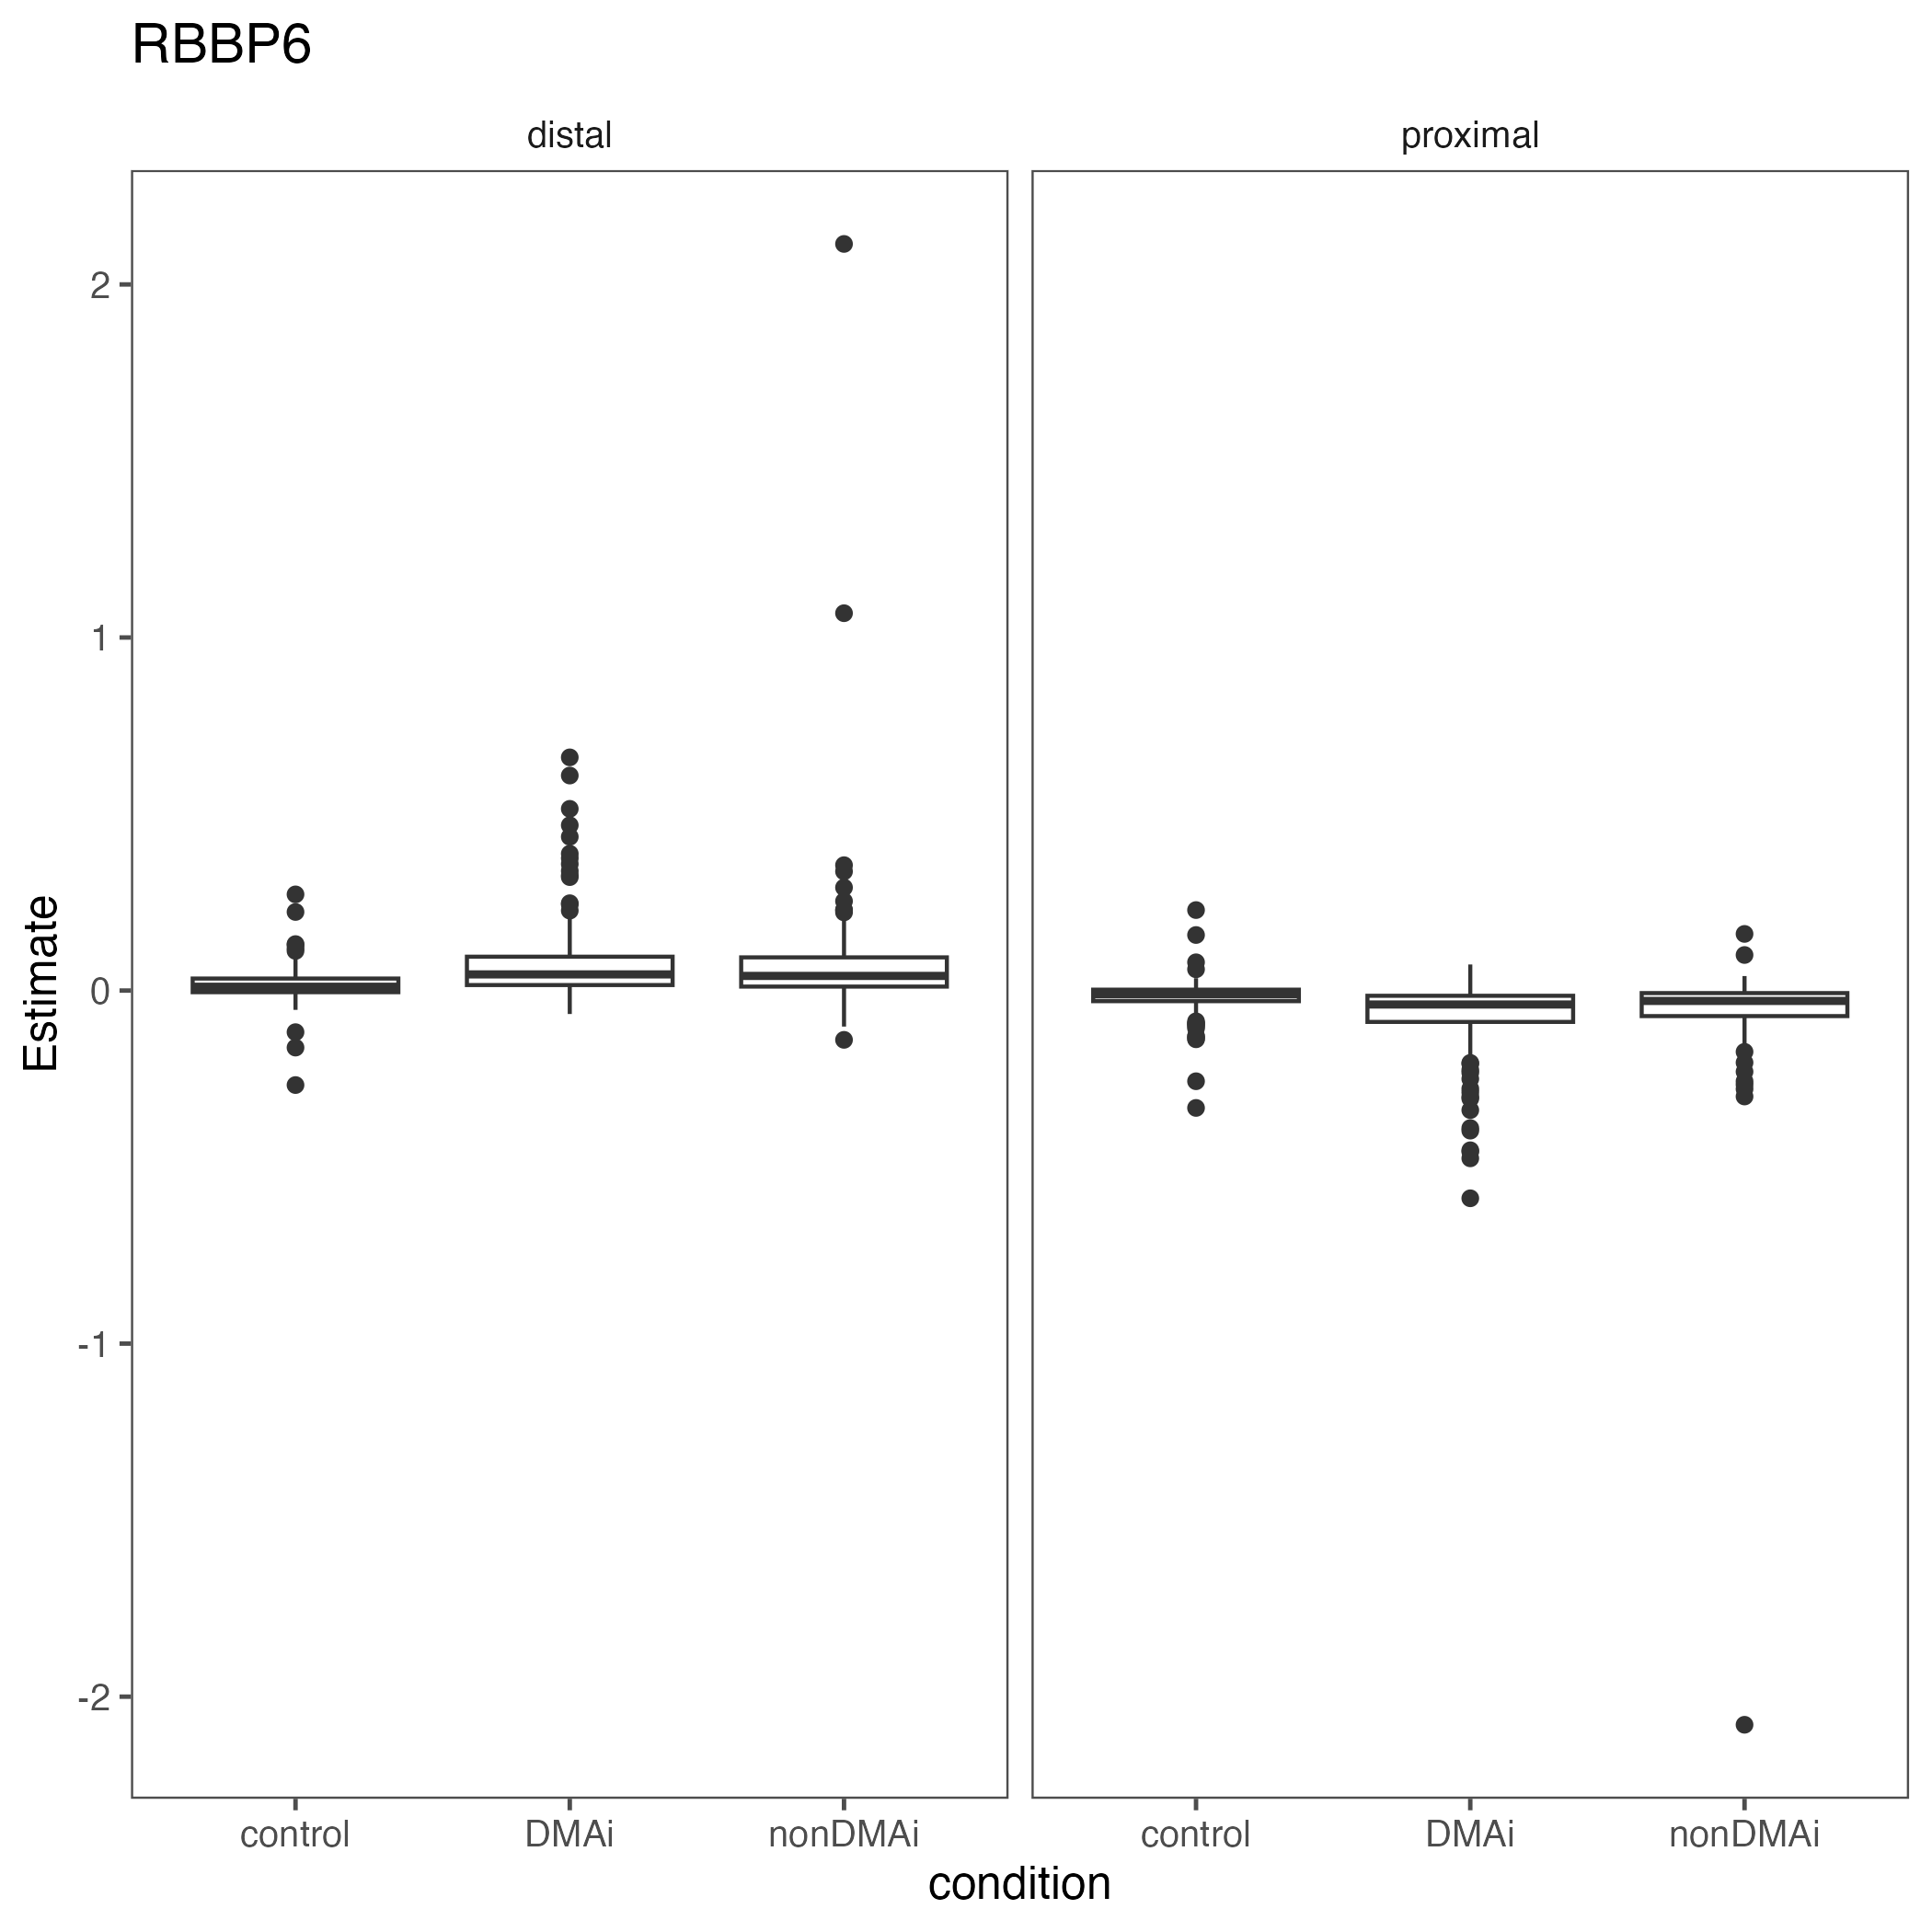 RBBP6
distal
proximal
Estimate
2
1
0
-1
-2
control DMAi nonDMAi
control DMAi nonDMAi
condition